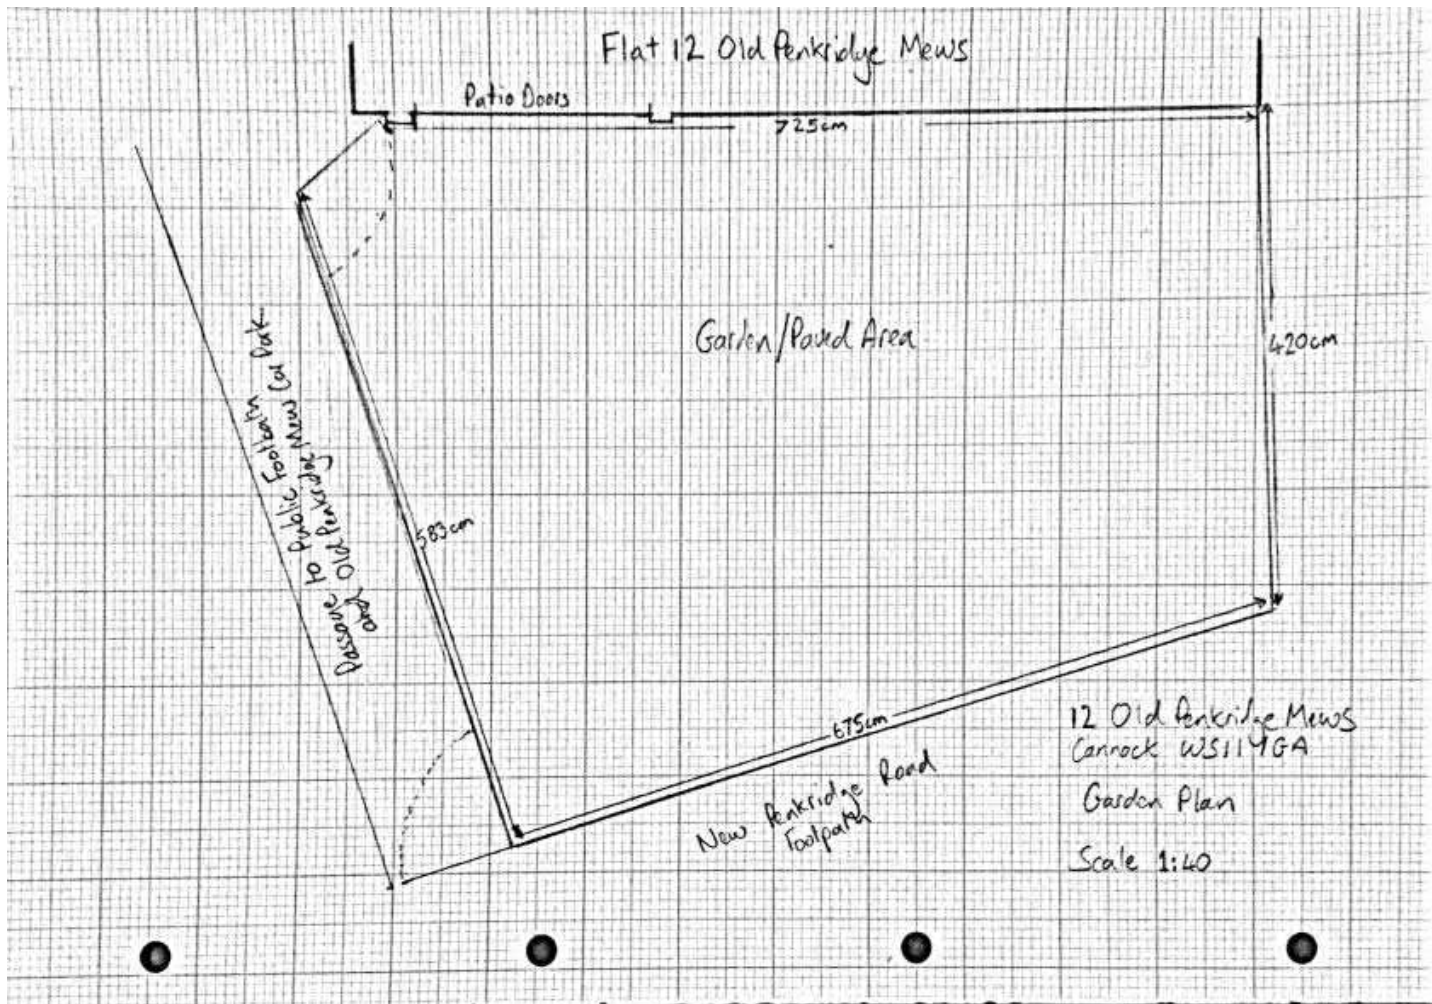 Flat 12 Old Penkridge Mews
Patio Doors
725cm
Garden/Paved Area
420cm
Passage to Public Footpath
and Old Penkridge Mews Car Park
583cm
675cm
New Penkridge Road
Footpath
12 Old Penkridge Mews
Cannock WS11 1GA
Garden Plan
Scale 1:40